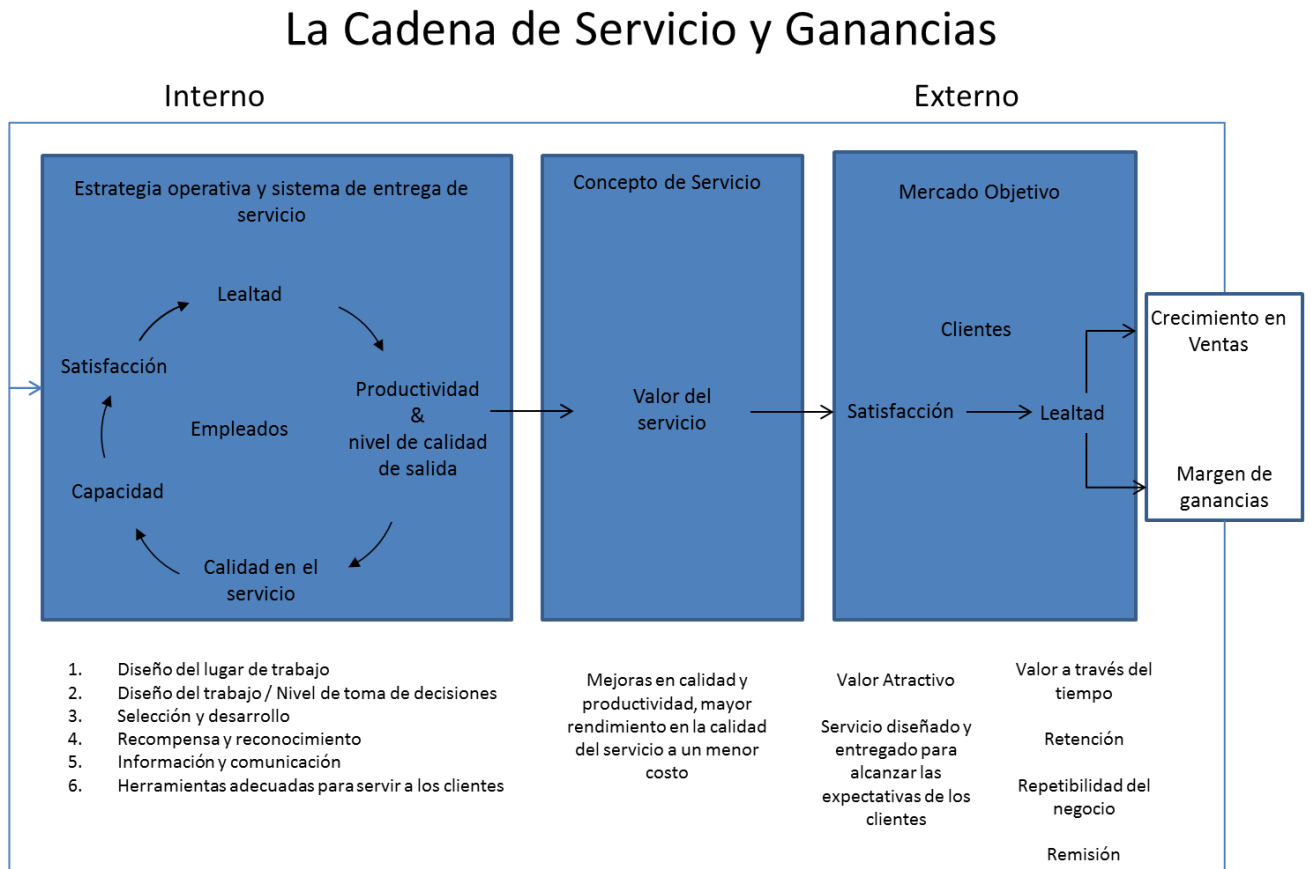 La Cadena de Servicio y Ganancias
Interno
Externo
Estrategia operativa y sistema de entrega de
servicio
Lealtad
Satisfacción
Productividad
&
nivel de calidad
de salida
Empleados
Capacidad
Calidad en el
servicio
Concepto de Servicio
Valor del
servicio
Mercado Objetivo
Clientes
Satisfacción
Lealtad
Crecimiento en
Ventas
Margen de
ganancias
1. Diseño del lugar de trabajo
2. Diseño del trabajo / Nivel de toma de decisiones
3. Selección y desarrollo
4. Recompensa y reconocimiento
5. Información y comunicación
6. Herramientas adecuadas para servir a los clientes
Mejoras en calidad y
productividad, mayor
rendimiento en la calidad
del servicio a un menor
costo
Valor Atractivo
Servicio diseñado y
entregado para
alcanzar las
expectativas de los
clientes
Valor a través del
tiempo
Retención
Repetibilidad del
negocio
Remisión